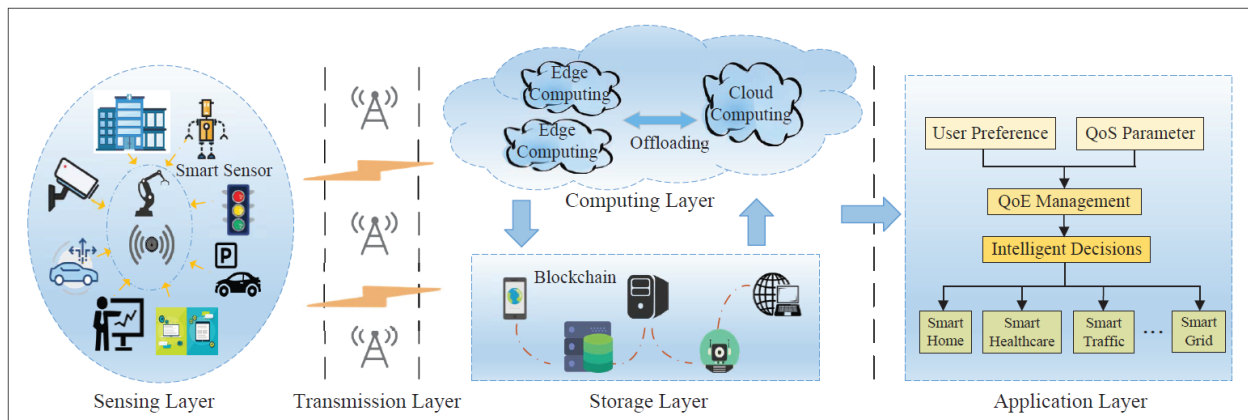 Smart Sensor
P
Sensing Layer
Transmission Layer
Edge
Computing
Edge
Computing
Offloading
Cloud
Computing
Computing Layer
Blockchain
Storage Layer
User Preference
QoS Parameter
QoE Management
Intelligent Decisions
Smart
Home
Smart
Healthcare
Smart
Traffic
...
Smart
Grid
Application Layer